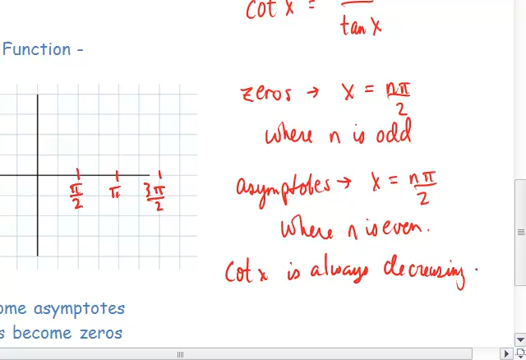 cot x =
tan x
Function -
zeros → x = nπ
2
where n is odd
π
2
π
3π
2
asymptotes → x = nπ
2
where n is even.
cot x is always decreasing.
ome asymptotes
s become zeros